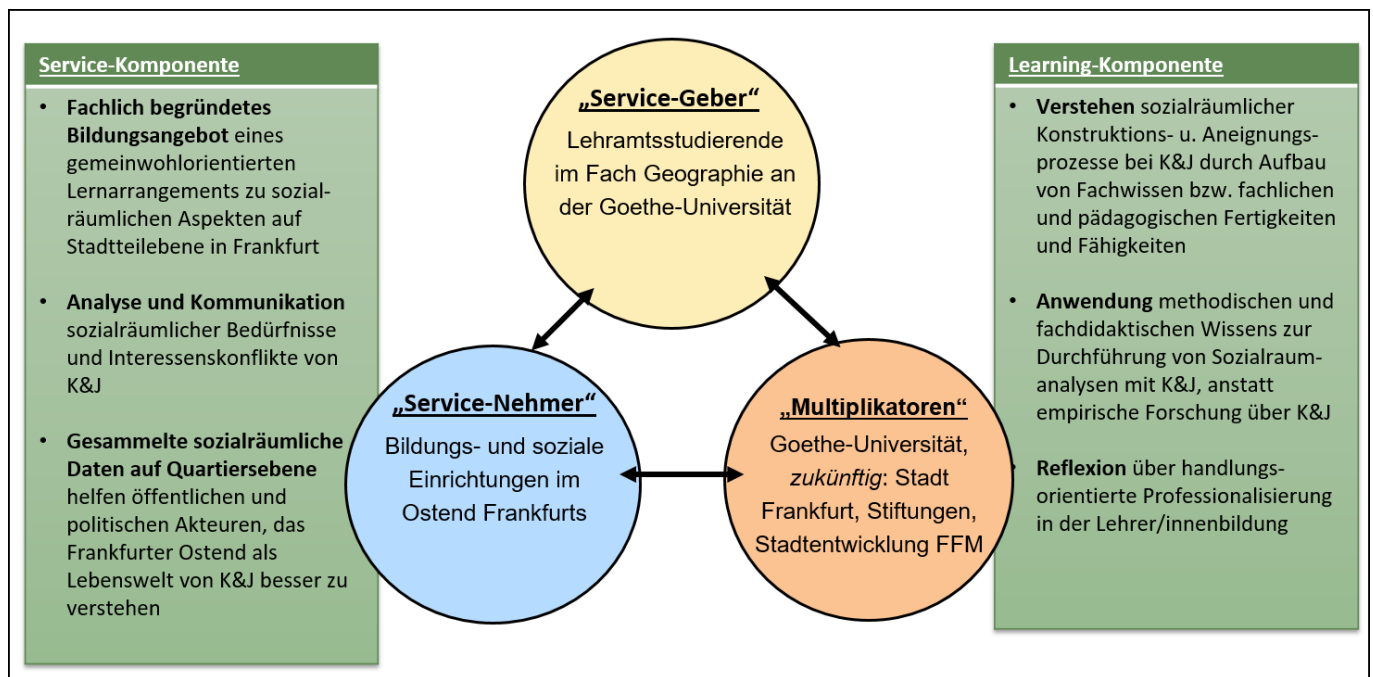 Service-Komponente
• Fachlich begründetes
Bildungsangebot eines
gemeinwohlorientierten
Lernarrangements zu sozial-
räumlichen Aspekten auf
Stadtteilebene in Frankfurt
• Analyse und Kommunikation
sozialräumlicher Bedürfnisse
und Interessenskonflikte von
K&J
• Gesammelte sozialräumliche
Daten auf Quartiersebene
helfen öffentlichen und
politischen Akteuren, das
Frankfurter Ostend als
Lebenswelt von K&J besser zu
verstehen
„Service-Geber“
Lehramtsstudierende
im Fach Geographie an
der Goethe-Universität
„Service-Nehmer“
Bildungs- und soziale
Einrichtungen im
Ostend Frankfurts
„Multiplikatoren“
Goethe-Universität,
zukünftig: Stadt
Frankfurt, Stiftungen,
Stadtentwicklung FFM
Learning-Komponente
• Verstehen sozialräumlicher
Konstruktions- u. Aneignungs-
prozesse bei K&J durch Aufbau
von Fachwissen bzw. fachlichen
und pädagogischen Fertigkeiten
und Fähigkeiten
• Anwendung methodischen und
fachdidaktischen Wissens zur
Durchführung von Sozialraum-
analysen mit K&J, anstatt
empirische Forschung über K&J
• Reflexion über handlungs-
orientierte Professionalisierung
in der Lehrer/innenbildung